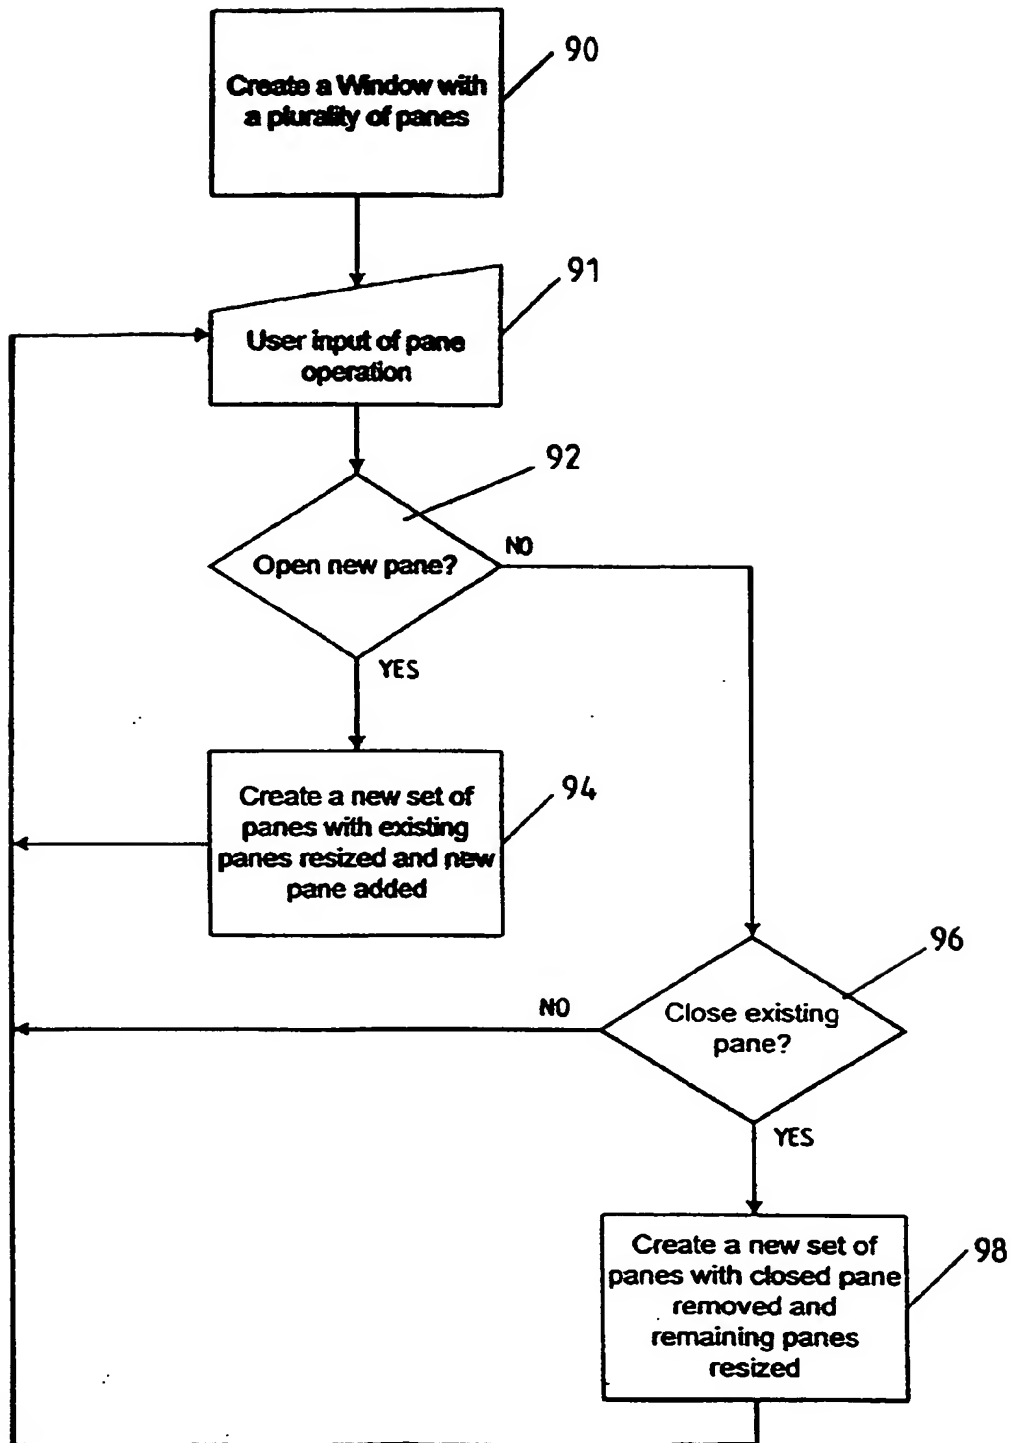 Create a Window with
a plurality of panes
90
91
User input of pane
operation
92
Open new pane?
NO
YES
Create a new set of
panes with existing
panes resized and new
pane added
94
96
Close existing
pane?
NO
YES
Create a new set of
panes with closed pane
removed and
remaining panes
resized
98